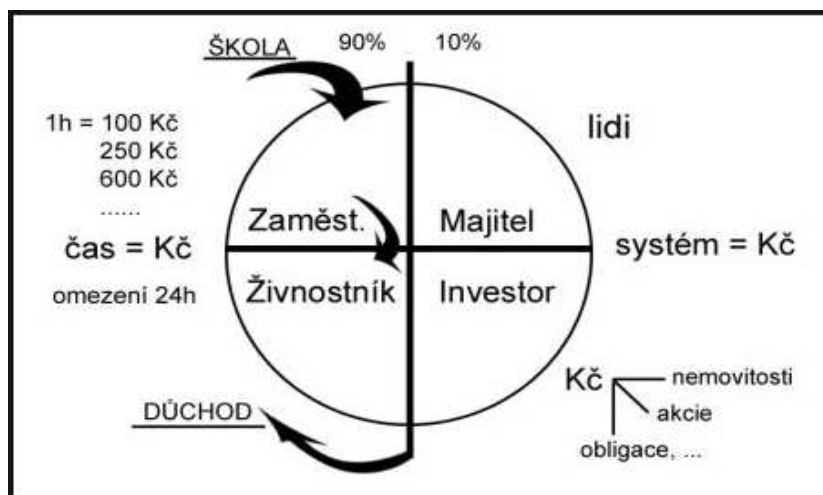 ŠKOLA
90% 10%
1h = 100 Kč
250 Kč
600 Kč
......
čas = Kč
omezení 24h
lidi
Zaměst.
Majitel
systém = Kč
Živnostník
Investor
DŮCHOD
Kč
nemovitosti
akcie
obligace, ...